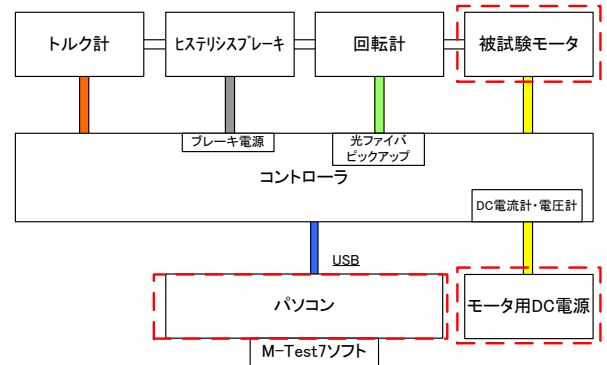 トルク計
ヒステリシスブレーキ
回転計
被試験モータ
ブレーキ電源
光ファイバ
ピックアップ
コントローラ
DC電流計・電圧計
USB
パソコン
モータ用DC電源
M-Test7ソフト